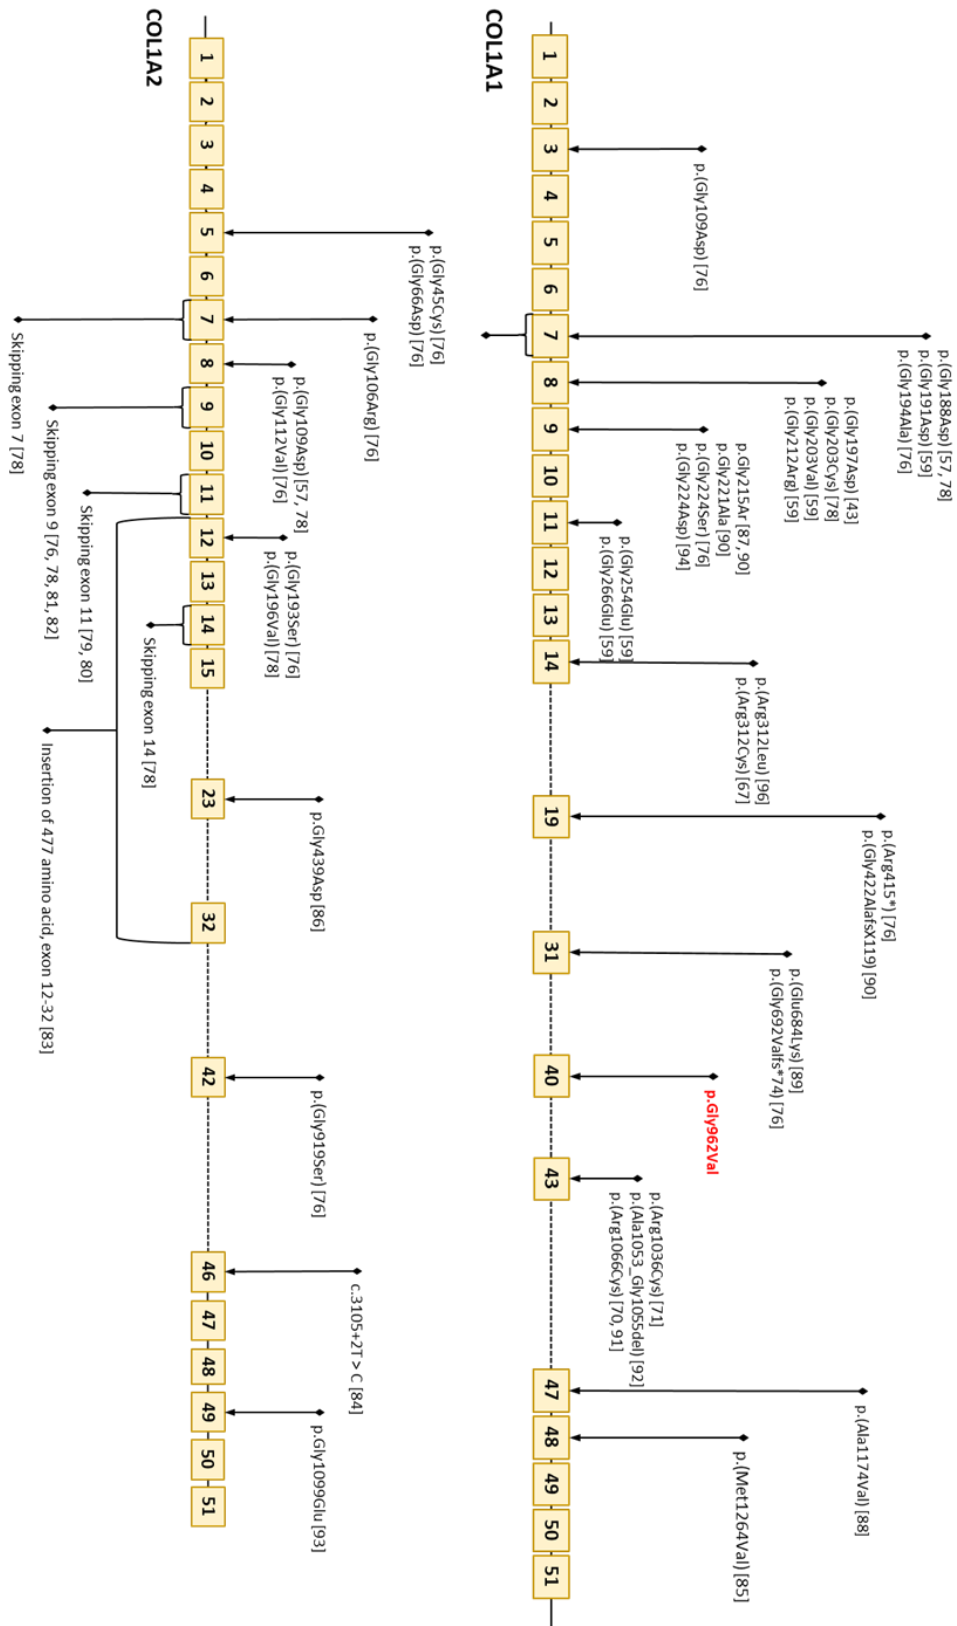 p.(Gly109Asp) [76]
p.(Gly188Asp) [57, 78]
p.(Gly191Asp) [59]
p.(Gly194Ala) [76]
p.(Gly197Asp) [43]
p.(Gly203Cys) [78]
p.(Gly203Val) [59]
p.(Gly212Arg) [59]
p.Gly215Ar [87, 90]
p.Gly221Ala [90]
p.(Gly224Ser) [76]
p.(Gly224Asp) [94]
p.(Gly254Glu) [59]
p.(Gly266Glu) [59]
p.(Arg312Leu) [96]
p.(Arg312Cys) [67]
p.(Arg415*) [76]
p.(Gly422AlafsX119) [90]
p.(Glu684Lys) [89]
p.(Gly692Valfs*74) [76]
p.Gly962Val
p.(Arg1036Cys) [71]
p.(Ala1053_Gly1055del) [92]
p.(Arg1066Cys) [70, 91]
p.(Ala1174Val) [88]
p.(Met1264Val) [85]
1 2 3 4 5 6 7 8 9 10 11 12 13 14 19 31 40 43 47 48 49 50 51
COL1A1
p.(Gly45Cys) [76]
p.(Gly66Asp) [76]
p.(Gly106Arg) [76]
p.(Gly109Asp) [57, 78]
p.(Gly112Val) [76]
p.(Gly193Ser) [76]
p.(Gly196Val) [78]
p.Gly439Asp [86]
p.(Gly919Ser) [76]
c.3105+2T > C [84]
p.Gly1099Glu [93]
1 2 3 4 5 6 7 8 9 10 11 12 13 14 15 23 32 42 46 47 48 49 50 51
COL1A2
Skipping exon 14 [78]
Skipping exon 11 [79, 80]
Skipping exon 9 [76, 78, 81, 82]
Insertion of 477 amino acid, exon 12-32 [83]
Skipping exon 7 [78]